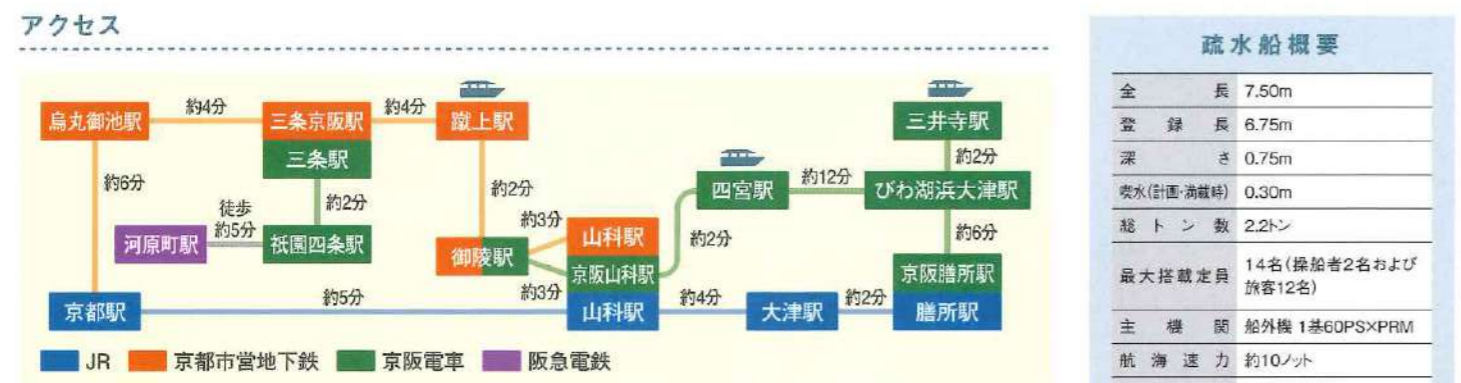 アクセス
烏丸御池駅
約4分
三条京阪駅
約4分
蹴上駅
三条駅
三井寺駅
約2分
約6分
約2分
約2分
四宮駅
約12分
びわ湖浜大津駅
徒歩
約5分
河原町駅
祇園四条駅
約3分
山科駅
御陵駅
京阪山科駅
約2分
約6分
京阪膳所駅
約3分
京都駅
約5分
山科駅
約4分
大津駅
約2分
膳所駅
JR
京都市営地下鉄
京阪電車
阪急電鉄
疏水船概要
全長 7.50m
登録長 6.75m
深さ 0.75m
喫水(計画・満載時) 0.30m
総トン数 2.2トン
最大搭載定員 14名(操船者2名および
旅客12名)
主機関 船外機 1基60PS×PRM
航海速力 約10ノット